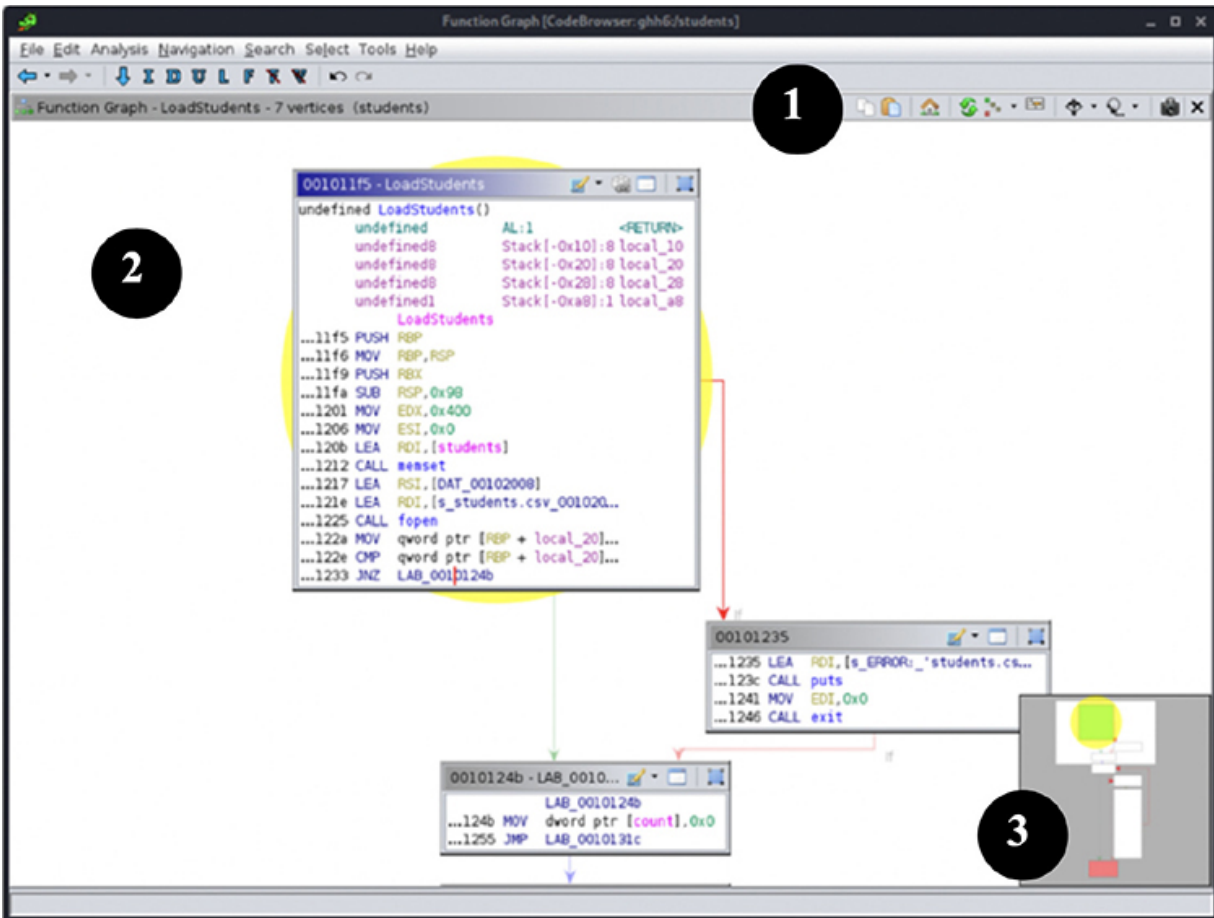 Function Graph [CodeBrowser: ghh6:/students]
File Edit Analysis Navigation Search Select Tools Help
I D U L F
Function Graph - LoadStudents - 7 vertices (students)
1
2
001011f5 - LoadStudents
undefined LoadStudents()
undefined AL:1 <RETURN>
undefined8 Stack[-0x10]:8 local_10
undefined8 Stack[-0x20]:8 local_20
undefined8 Stack[-0x28]:8 local_28
undefined1 Stack[-0xa8]:1 local_a8
LoadStudents
...11f5 PUSH RBP
...11f6 MOV RBP,RSP
...11f9 PUSH RBX
...11fa SUB RSP,0x98
...1201 MOV EDX,0x400
...1206 MOV ESI,0x0
...120b LEA RDI,[students]
...1212 CALL memset
...1217 LEA RSI,[DAT_00102008]
...121e LEA RDI,[s_students.csv_001020...
...1225 CALL fopen
...122a MOV qword ptr [RBP + local_20]...
...122e CMP qword ptr [RBP + local_20]...
...1233 JNZ LAB_0010124b
If
00101235
...1235 LEA RDI,[s_ERROR:_'students.cs...
...123c CALL puts
...1241 MOV EDI,0x0
...1246 CALL exit
If
0010124b - LAB_0010...
LAB_0010124b
...124b MOV dword ptr [count],0x0
...1255 JMP LAB_0010131c
3